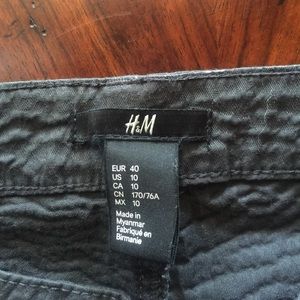 H&M
EUR 40
US 10
CA 10
CN 170/76A
MX 10
Made in
Myanmar
Fabriqué en
Birmanie